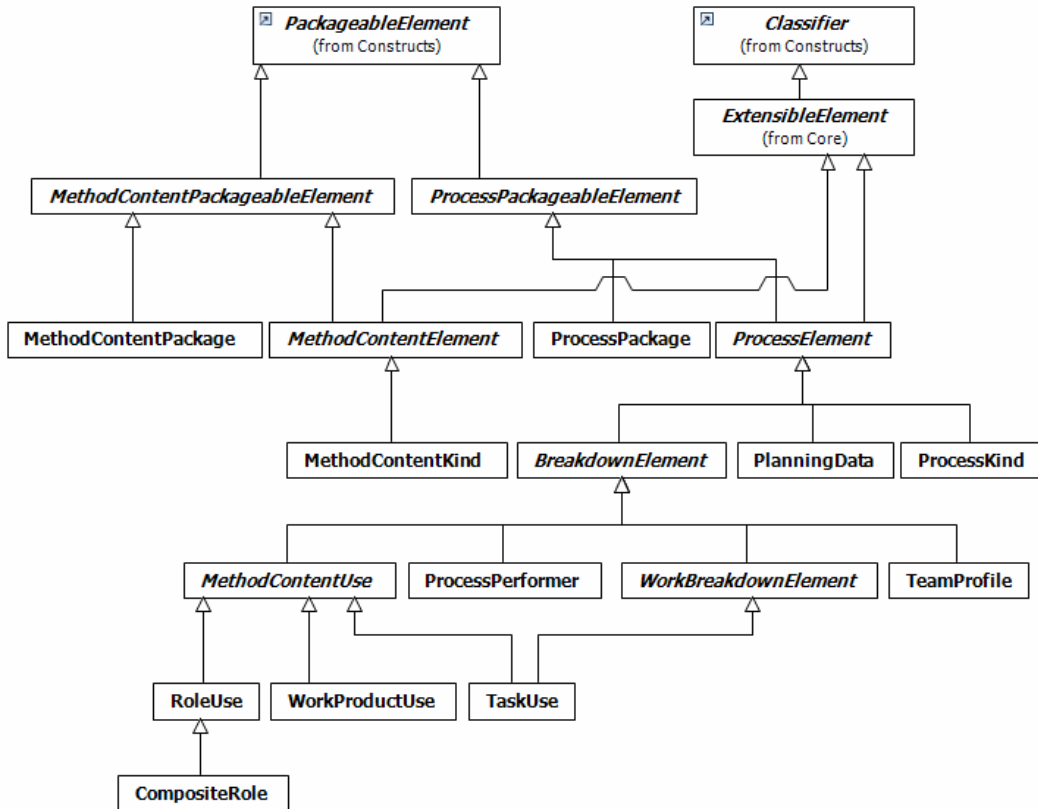 PackageableElement
(from Constructs)
Classifier
(from Constructs)
ExtensibleElement
(from Core)
MethodContentPackageableElement
ProcessPackageableElement
MethodContentPackage
MethodContentElement
ProcessPackage
ProcessElement
MethodContentKind
BreakdownElement
PlanningData
ProcessKind
MethodContentUse
ProcessPerformer
WorkBreakdownElement
TeamProfile
RoleUse
WorkProductUse
TaskUse
CompositeRole